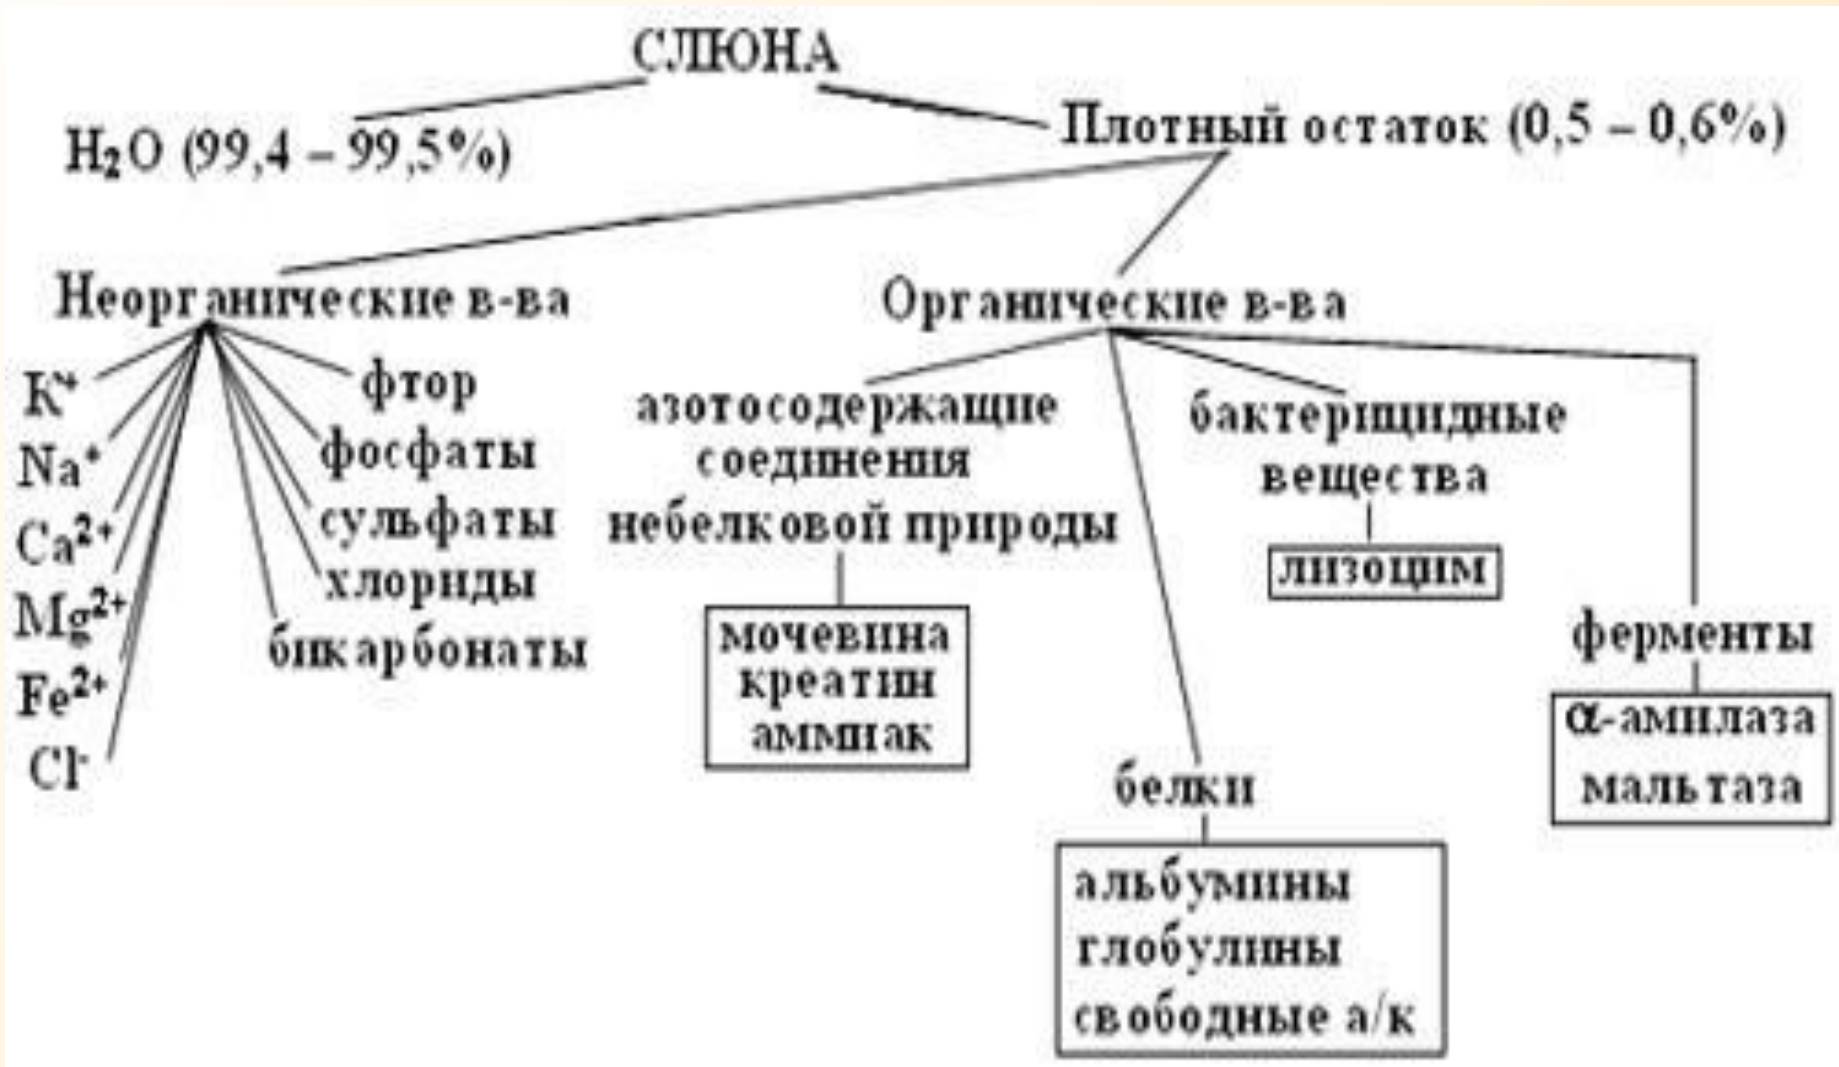 СЛЮНА
H₂O (99,4 – 99,5%)
Плотный остаток (0,5 – 0,6%)
Неорганические в-ва
K⁺
Na⁺
Ca²⁺
Mg²⁺
Fe²⁺
Cl⁻
фтор
фосфаты
сульфаты
хлориды
бикарбонаты
Органические в-ва
азотосодержащие
соединения
небелковой природы
мочевина
креатин
аммиак
белки
альбумины
глобулины
свободные а/к
бактерицидные
вещества
лизоцим
ферменты
α-амилаза
мальтаза